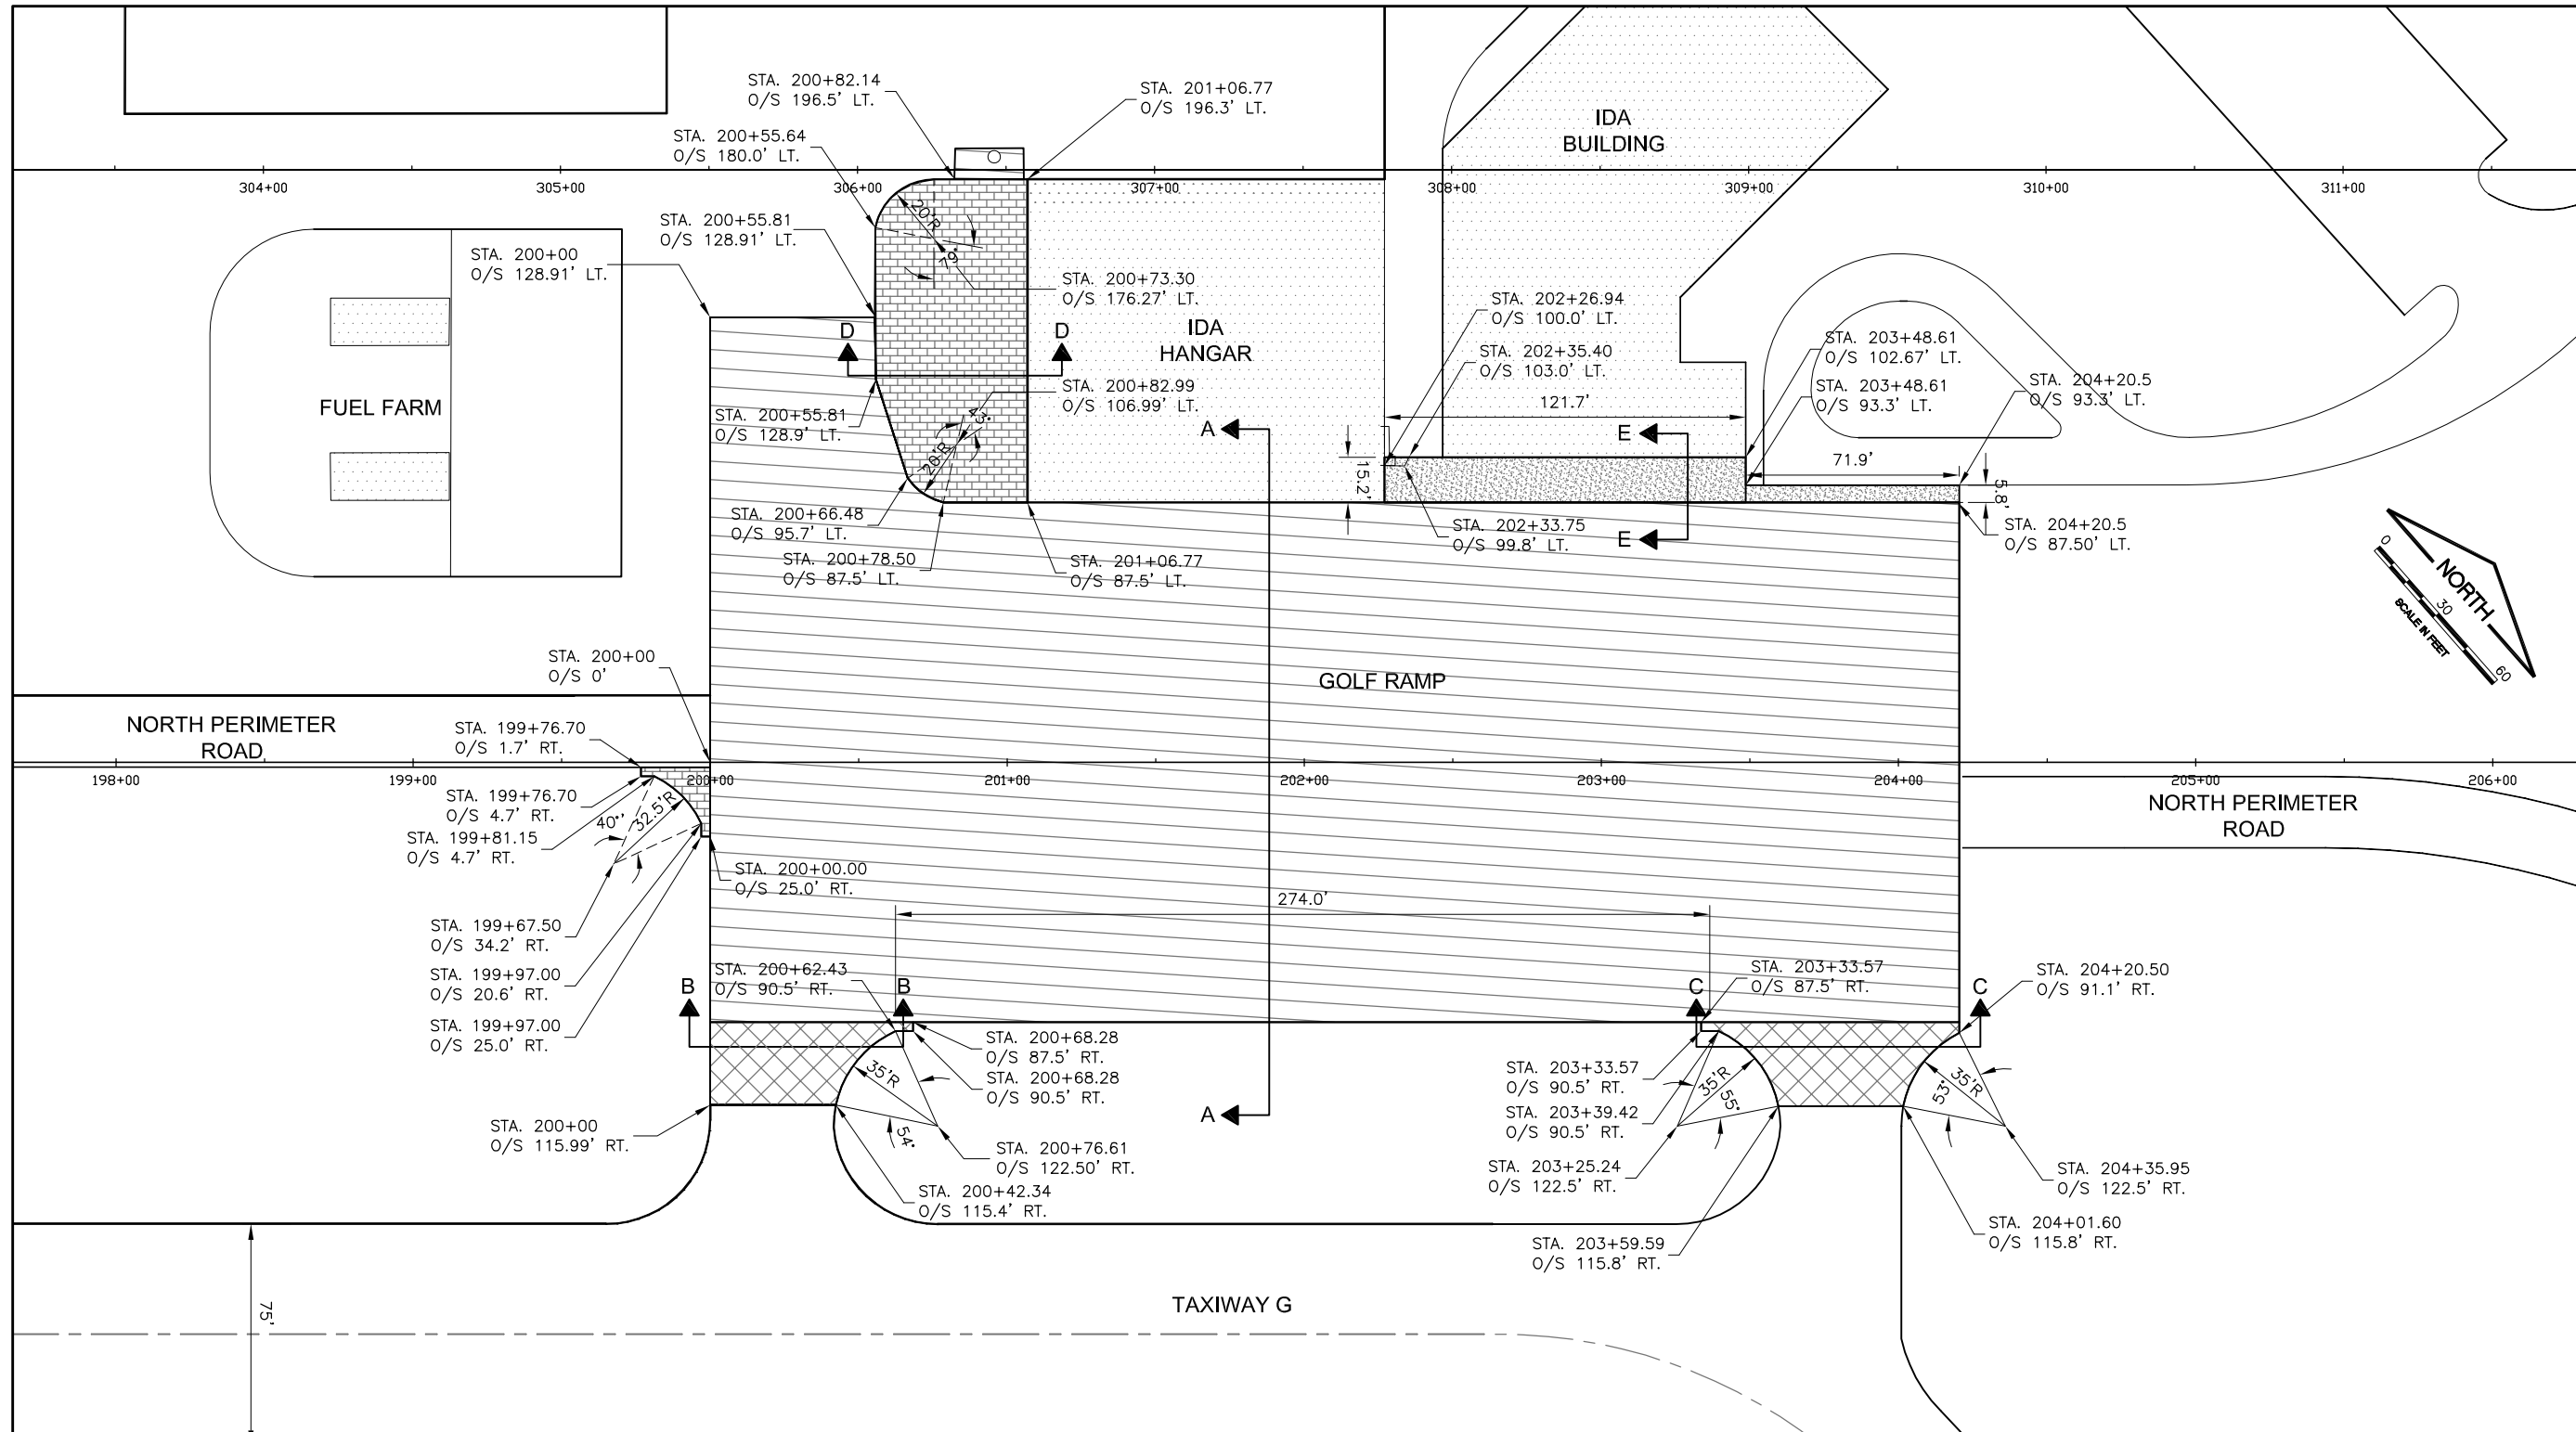 STA. 200+82.14
O/S 196.5' LT.
STA. 201+06.77
O/S 196.3' LT.
IDA
BUILDING
STA. 200+55.64
O/S 180.0' LT.
304+00
305+00
306+00
307+00
308+00
309+00
310+00
311+00
20'R
79°
STA. 200+55.81
O/S 128.91' LT.
STA. 200+00
O/S 128.91' LT.
STA. 200+73.30
O/S 176.27' LT.
STA. 202+26.94
O/S 100.0' LT.
IDA
HANGAR
D
D
STA. 202+35.40
O/S 103.0' LT.
STA. 203+48.61
O/S 102.67' LT.
STA. 203+48.61
O/S 93.3' LT.
STA. 204+20.5
O/S 93.3' LT.
FUEL FARM
STA. 200+82.99
O/S 106.99' LT.
121.7'
STA. 200+55.81
O/S 128.9' LT.
43°
20'R
A
E
71.9'
15.2'
5.8'
STA. 200+66.48
O/S 95.7' LT.
STA. 202+33.75
O/S 99.8' LT.
E
STA. 204+20.5
O/S 87.50' LT.
STA. 200+78.50
O/S 87.5' LT.
STA. 201+06.77
O/S 87.5' LT.
NORTH
0
30
60
SCALE IN FEET
STA. 200+00
O/S 0'
GOLF RAMP
NORTH PERIMETER
ROAD
STA. 199+76.70
O/S 1.7' RT.
198+00
199+00
200+00
201+00
202+00
203+00
204+00
205+00
206+00
STA. 199+76.70
O/S 4.7' RT.
40°
32.5'R
NORTH PERIMETER
ROAD
STA. 199+81.15
O/S 4.7' RT.
STA. 200+00.00
O/S 25.0' RT.
274.0'
STA. 199+67.50
O/S 34.2' RT.
STA. 199+97.00
O/S 20.6' RT.
STA. 200+62.43
O/S 90.5' RT.
STA. 203+33.57
O/S 87.5' RT.
STA. 204+20.50
O/S 91.1' RT.
B
B
C
C
STA. 199+97.00
O/S 25.0' RT.
STA. 200+68.28
O/S 87.5' RT.
STA. 200+68.28
O/S 90.5' RT.
STA. 203+33.57
O/S 90.5' RT.
35'R
35'R
35'R
54°
55°
53°
STA. 203+39.42
O/S 90.5' RT.
A
STA. 200+00
O/S 115.99' RT.
STA. 200+76.61
O/S 122.50' RT.
STA. 203+25.24
O/S 122.5' RT.
STA. 204+35.95
O/S 122.5' RT.
STA. 200+42.34
O/S 115.4' RT.
STA. 204+01.60
O/S 115.8' RT.
STA. 203+59.59
O/S 115.8' RT.
75'
TAXIWAY G